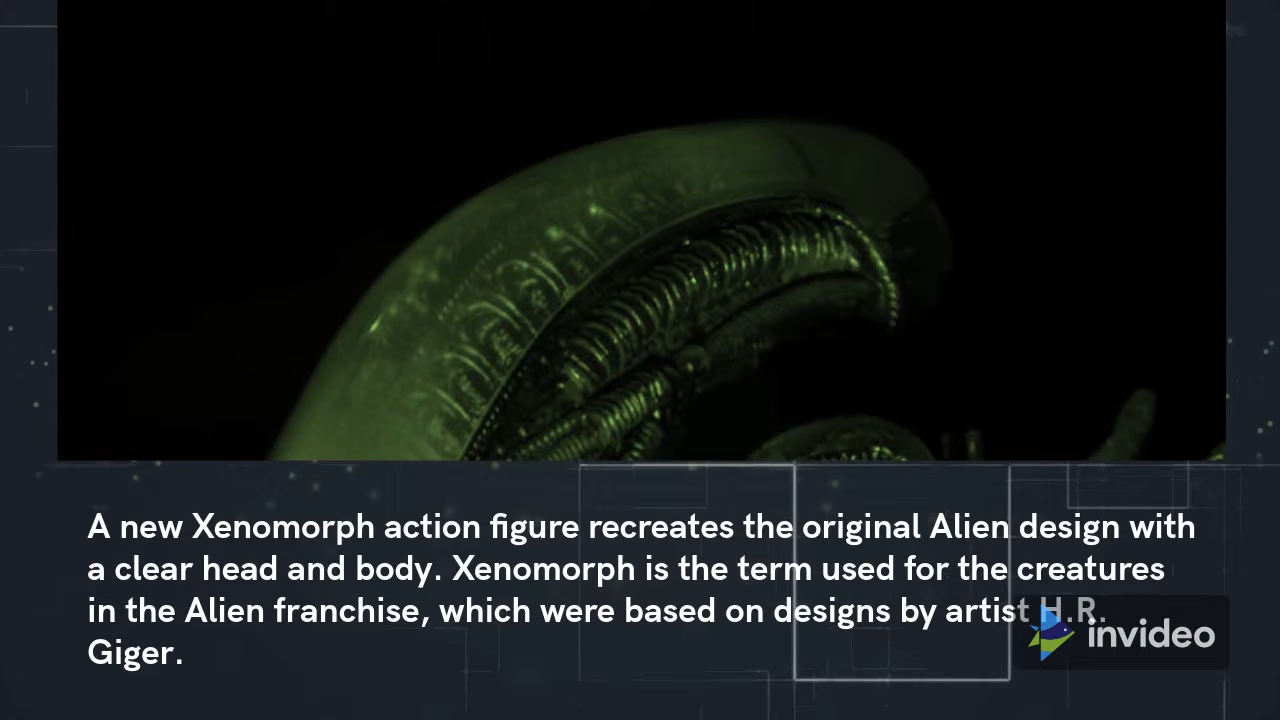 A new Xenomorph action figure recreates the original Alien design with
a clear head and body. Xenomorph is the term used for the creatures
in the Alien franchise, which were based on designs by artist H.R.
Giger.
invideo